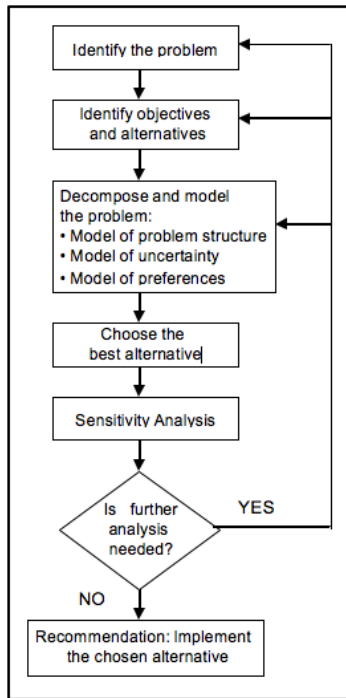 Identify the problem
Identify objectives
and alternatives
Decompose and model
the problem:
• Model of problem structure
• Model of uncertainty
• Model of preferences
Choose the
best alternative
Sensitivity Analysis
Is further
analysis
needed?
YES
NO
Recommendation: Implement
the chosen alternative